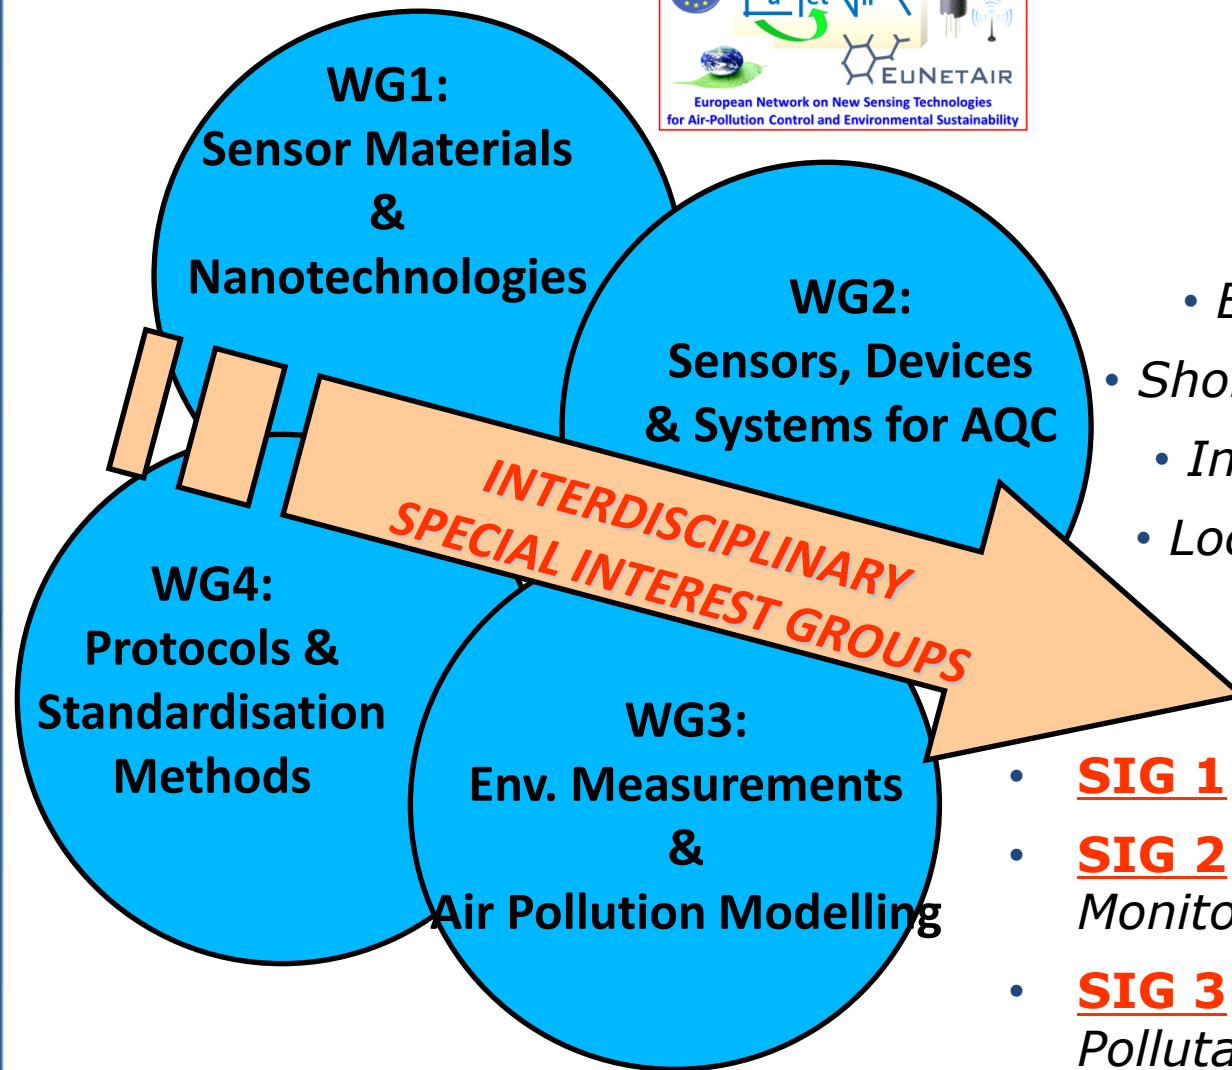 EUNETAIR
European Network on New Sensing Technologies
for Air-Pollution Control and Environmental Sustainability
WG1:
Sensor Materials
&
Nanotechnologies
WG2:
Sensors, Devices
& Systems for AQC
INTERDISCIPLINARY
SPECIAL INTEREST GROUPS
WG4:
Protocols &
Standardisation
Methods
WG3:
Env. Measurements
&
Air Pollution Modelling
• SIG 1
• SIG 2
• SIG 3